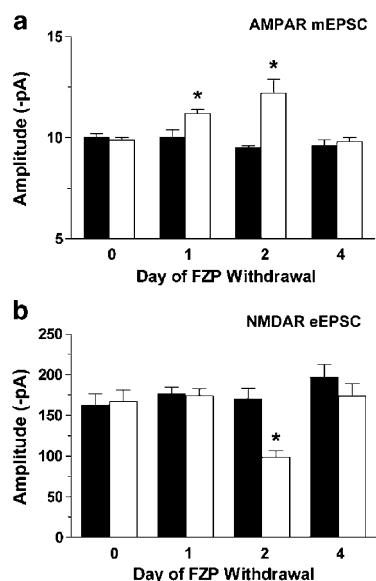 a
AMPAR mEPSC
15
10
5
Amplitude (-pA)
* *
0 1 2 4
Day of FZP Withdrawal
b
NMDAR eEPSC
250
200
150
100
50
0
Amplitude (-pA)
*
0 1 2 4
Day of FZP Withdrawal